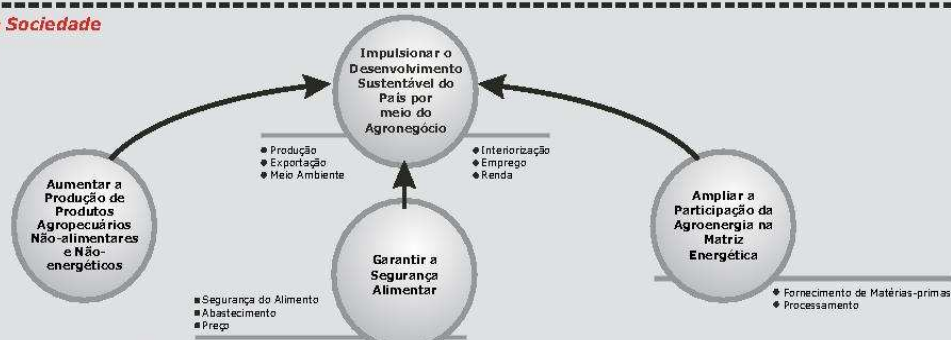 Sociedade
Impulsionar o
Desenvolvimento
Sustentável do
País por
meio do
Agronegócio
● Produção
● Exportação
● Meio Ambiente
◆ Interiorização
◆ Emprego
◆ Renda
Aumentar a
Produção de
Produtos
Agropecuários
Não-alimentares
e Não-
energéticos
Garantir a
Segurança
Alimentar
■ Segurança do Alimento
■ Abastecimento
■ Preço
Ampliar a
Participação da
Agroenergia na
Matriz
Energética
◆ Fornecimento de Matérias-primas
◆ Processamento